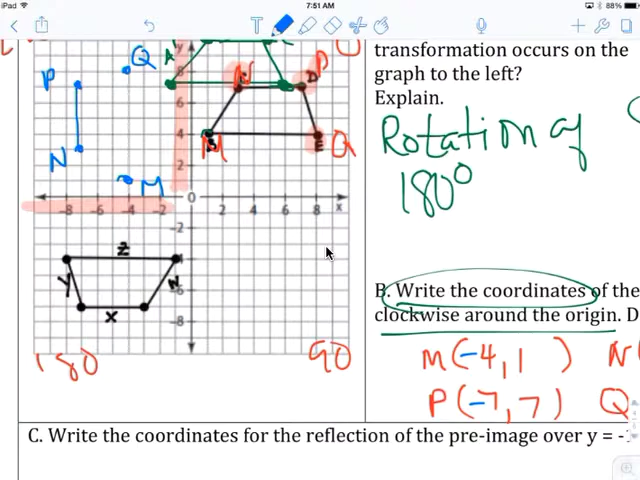 iPad
7:51 AM
88%
transformation occurs on the
graph to the left?
Explain.
Rotation of
180°
P
Q
N
M
y
8
6
4
2
D
M
Q
-8 -6 -4 -2 0 2 4 6 8 x
-2
-8
z
y
w
x
180
90
B. Write the coordinates of the
clockwise around the origin. D
M(-4,1 ) N
P(-7,7) Q
C. Write the coordinates for the reflection of the pre-image over y = -